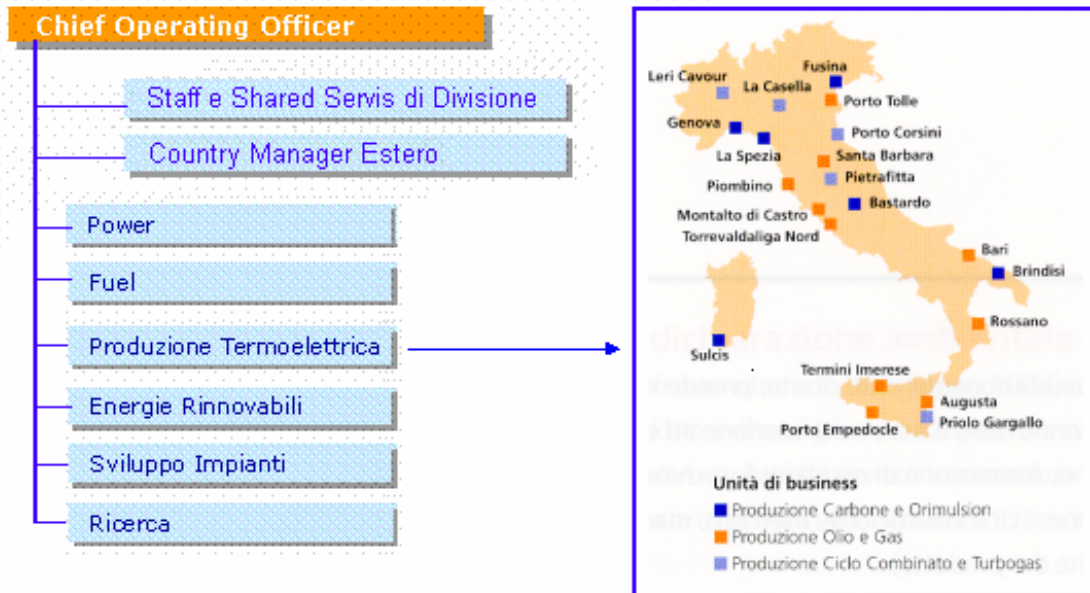 Chief Operating Officer
Staff e Shared Servis di Divisione
Country Manager Estero
Power
Fuel
Produzione Termoelettrica
Energie Rinnovabili
Sviluppo Impianti
Ricerca
Fusina
Leri Cavour
La Casella
Porto Tolle
Genova
Porto Corsini
La Spezia
Santa Barbara
Pietrafitta
Piombino
Bastardo
Montalto di Castro
Torrevaldaliga Nord
Bari
Brindisi
Rossano
Sulcis
Termini Imerese
Augusta
Priolo Gargallo
Porto Empedocle
Unità di business
Produzione Carbone e Orimulsion
Produzione Olio e Gas
Produzione Ciclo Combinato e Turbogas